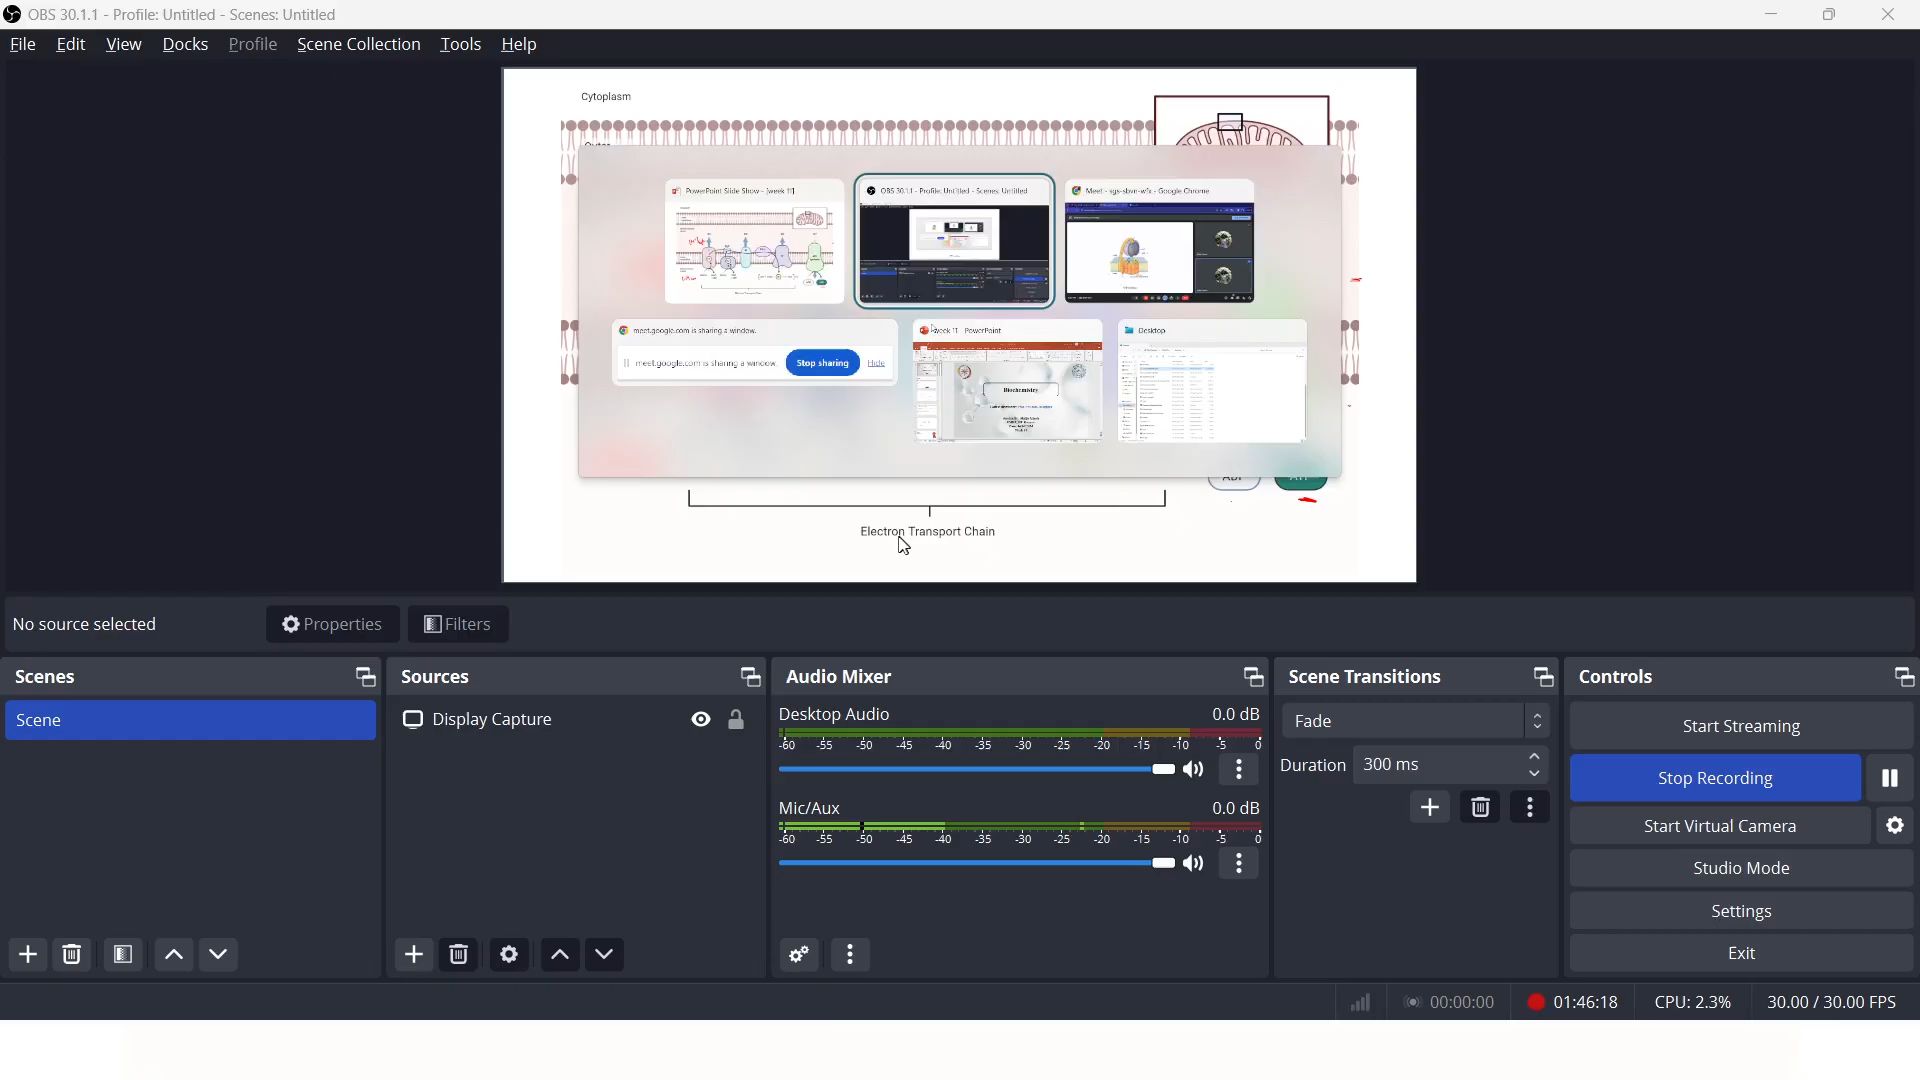 OBS 30.1.1 - Profile: Untitled - Scenes: Untitled
File Edit View Docks Profile Scene Collection Tools Help
Cytoplasm
PowerPoint Slide Show - [week 11]
OBS 30.1.1 - Profile: Untitled - Scenes: Untitled
Google Chrome
meet.google.com is sharing a window.
week 11 - PowerPoint
Desktop
meet.google.com is sharing a window.
Stop sharing
Hide
Biochemistry
Electron Transport Chain
No source selected
Properties
Filters
Scenes
Scene
Sources
Display Capture
Audio Mixer
Desktop Audio 0.0 dB
-60 -55 -50 -45 -40 -35 -30 -25 -20 -15 -10 -5 0
Mic/Aux 0.0 dB
-60 -55 -50 -45 -40 -35 -30 -25 -20 -15 -10 -5 0
Scene Transitions
Fade
Duration 300 ms
Controls
Start Streaming
Stop Recording
Start Virtual Camera
Studio Mode
Settings
Exit
00:00:00
01:46:18
CPU: 2.3%
30.00 / 30.00 FPS